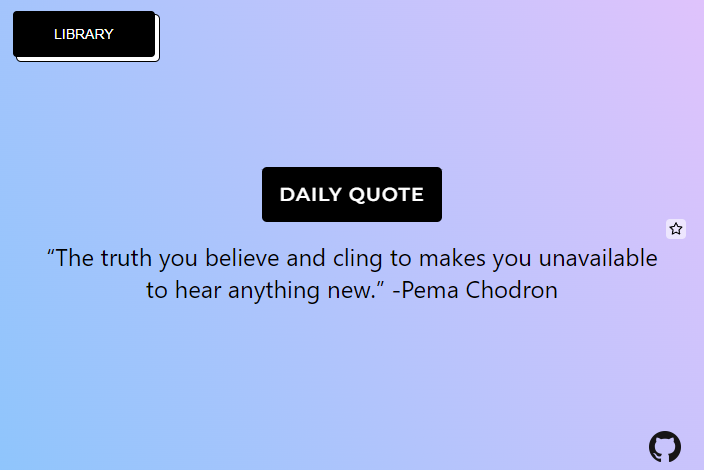 LIBRARY
DAILY QUOTE
“The truth you believe and cling to makes you unavailable
to hear anything new.” -Pema Chodron